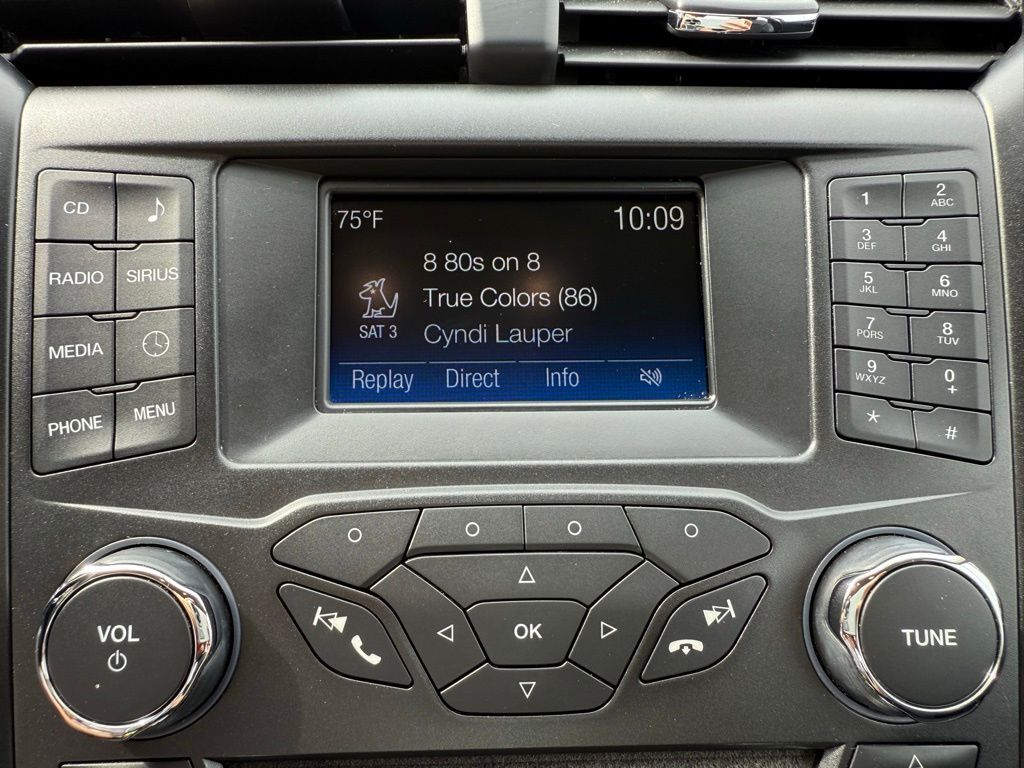 75°F 10:09
8 80s on 8
True Colors (86)
SAT 3 Cyndi Lauper
Replay Direct Info
CD
RADIO SIRIUS
MEDIA
PHONE MENU
1 2 ABC
3 DEF 4 GHI
5 JKL 6 MNO
7 PQRS 8 TUV
9 WXYZ 0 +
* #
VOL
OK
TUNE